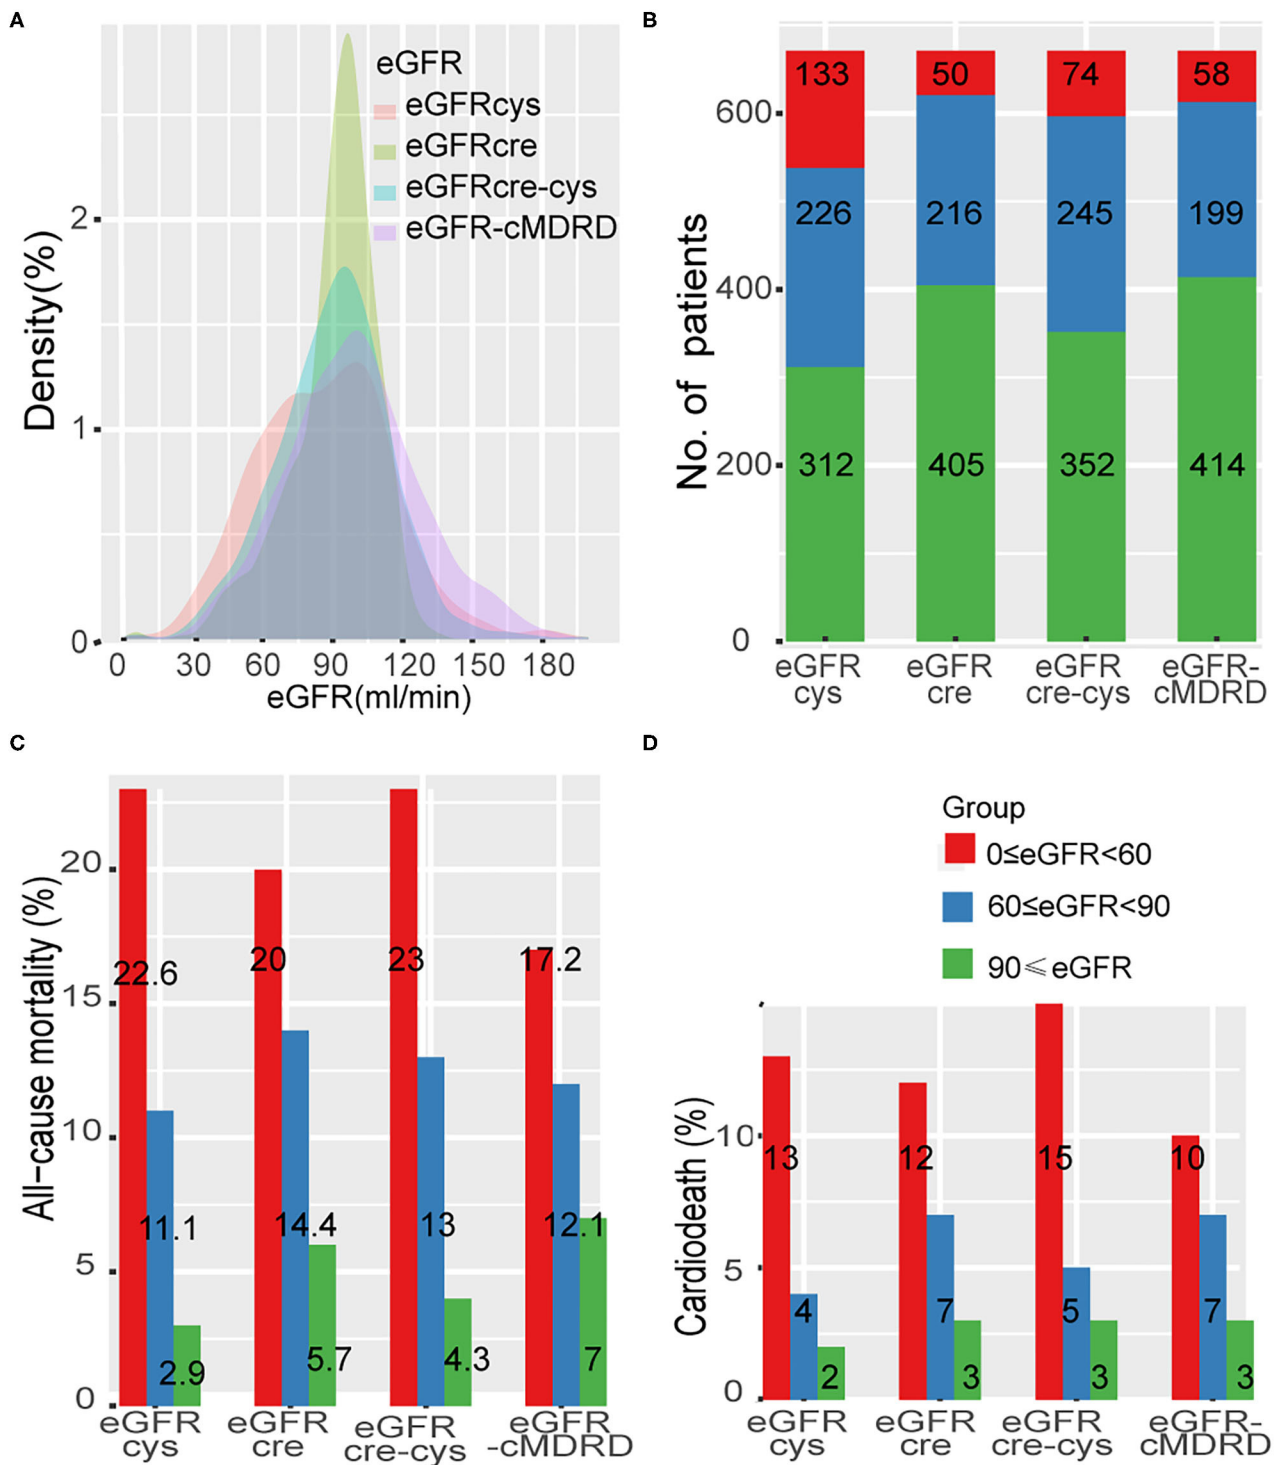 A
eGFR
eGFRcys
eGFRcre
eGFRcre-cys
eGFR-cMDRD
Density(%)
2
1
0
0 30 60 90 120 150 180
eGFR(ml/min)
B
No. of patients
600
400
200
0
133 50 74 58
226 216 245 199
312 405 352 414
eGFR eGFR eGFR eGFR-
cys cre cre-cys cMDRD
C
All-cause mortality (%)
20
15
10
5
0
22.6 20 23 17.2
11.1 14.4 13 12.1
2.9 5.7 4.3 7
eGFR eGFR eGFR eGFR
cys cre cre-cys -cMDRD
D
Group
0≤eGFR<60
60≤eGFR<90
90⩽eGFR
Cardiodeath (%)
10
5
0
13 12 15 10
4 7 5 7
2 3 3 3
eGFR eGFR eGFR eGFR-
cys cre cre-cys cMDRD